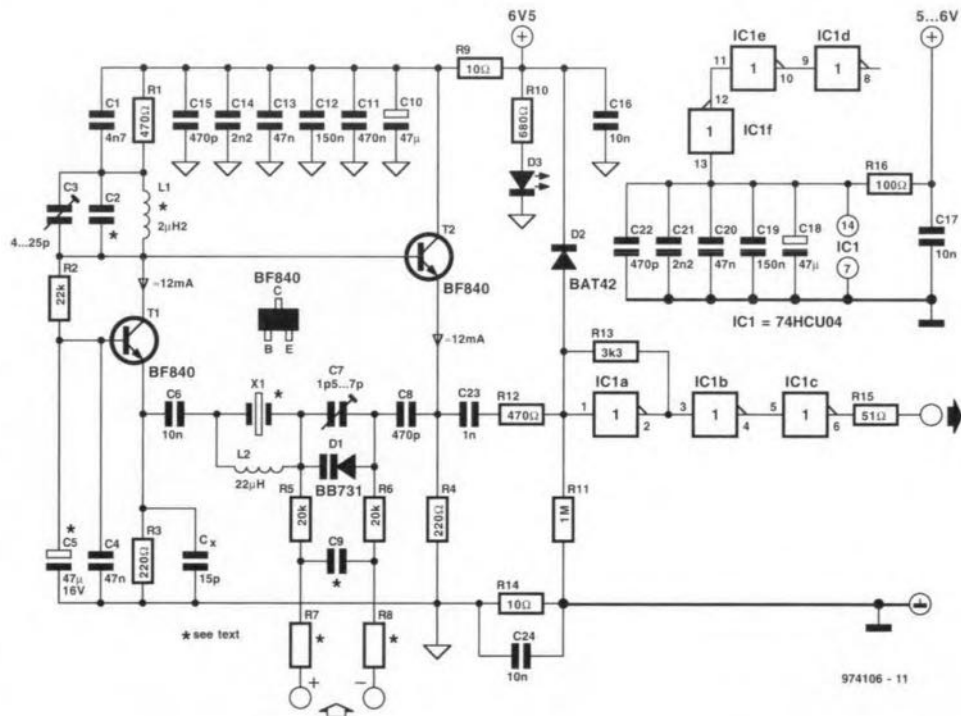 6V5
5...6V
IC1e
IC1d
R9
10Ω
11
1
10
9
1
8
C1
4n7
R1
470Ω
C15
470p
C14
2n2
C13
47n
C12
150n
C11
470n
C10
47µ
R10
680Ω
C16
10n
12
1
IC1f
13
D3
R16
100Ω
C3
4...25p
C2
*
L1
*
2µH2
T2
BF840
D2
BAT42
C22
470p
C21
2n2
C20
47n
C19
150n
C18
47µ
14
IC1
7
C17
10n
R2
22k
≈12mA
T1
BF840
BF840
C
B
E
≈12mA
IC1 = 74HCU04
R13
3k3
C6
10n
X1
*
C7
1p5...7p
C8
470p
C23
1n
R12
470Ω
IC1a
1
1
2
IC1b
3
1
4
IC1c
5
1
6
R15
51Ω
L2
22µH
D1
BB731
R5
20k
R6
20k
R4
220Ω
R11
1M
*
C5
47µ
16V
C4
47n
R3
220Ω
Cx
15p
C9
*
R14
10Ω
* see text
R7
*
R8
*
C24
10n
+
−
974106 - 11